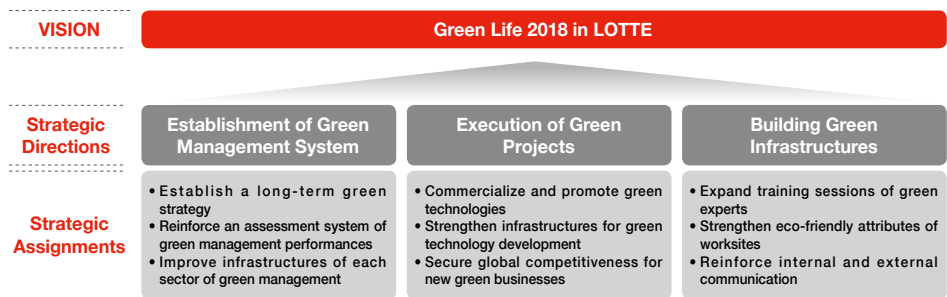 VISION
Green Life 2018 in LOTTE
Strategic
Directions
Establishment of Green
Management System
Execution of Green
Projects
Building Green
Infrastructures
Strategic
Assignments
• Establish a long-term green
strategy
• Reinforce an assessment system of
green management performances
• Improve infrastructures of each
sector of green management
• Commercialize and promote green
technologies
• Strengthen infrastructures for green
technology development
• Secure global competitiveness for
new green businesses
• Expand training sessions of green
experts
• Strengthen eco-friendly attributes of
worksites
• Reinforce internal and external
communication